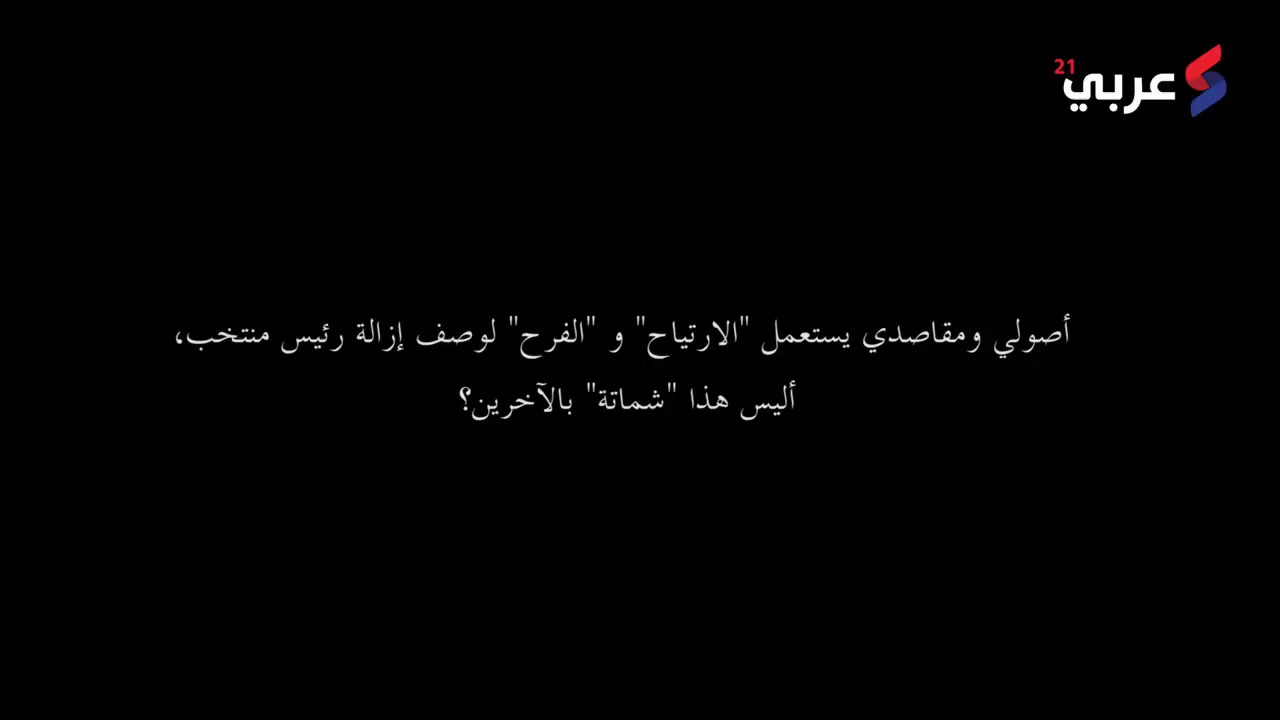 عربي 21
أصولي ومقاصدي يستعمل "الارتياح" و "الفرح" لوصف إزالة رئيس منتخب،
أليس هذا "شماتة" بالآخرين؟